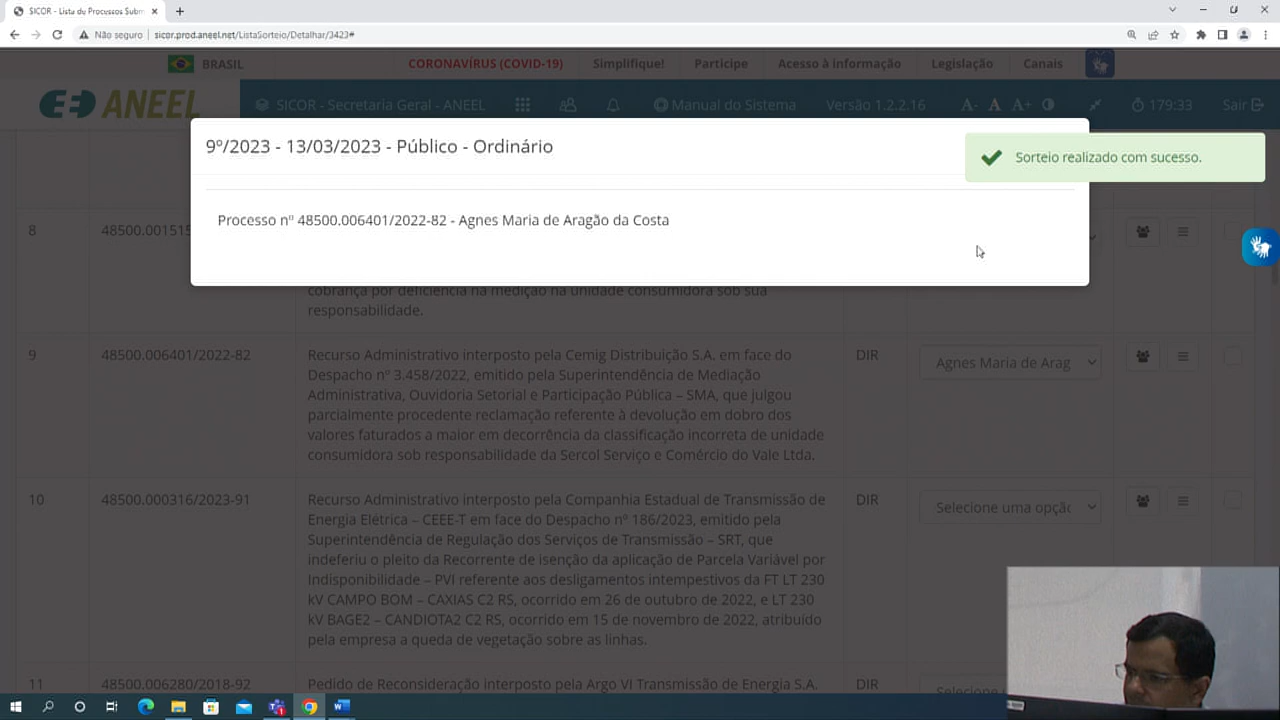 SICOR - Lista de Processos Subm
Não seguro | sicor.prod.aneel.net/ListaSorteio/Detalhar/3423#
BRASIL CORONAVÍRUS (COVID-19) Simplifique! Participe Acesso à informação Legislação Canais
ANEEL SICOR - Secretaria Geral - ANEEL Manual do Sistema Versão 1.2.2.16 A- A A+ 179:33 Sair
9º/2023 - 13/03/2023 - Público - Ordinário
Sorteio realizado com sucesso.
Processo nº 48500.006401/2022-82 - Agnes Maria de Aragão da Costa
8 48500.001515
cobrança por deficiência na medição na unidade consumidora sob sua
responsabilidade.
9 48500.006401/2022-82 Recurso Administrativo interposto pela Cemig Distribuição S.A. em face do DIR Agnes Maria de Arag
Despacho nº 3.458/2022, emitido pela Superintendência de Mediação
Administrativa, Ouvidoria Setorial e Participação Pública – SMA, que julgou
parcialmente procedente reclamação referente à devolução em dobro dos
valores faturados a maior em decorrência da classificação incorreta de unidade
consumidora sob responsabilidade da Sercol Serviço e Comércio do Vale Ltda.
10 48500.000316/2023-91 Recurso Administrativo interposto pela Companhia Estadual de Transmissão de DIR Selecione uma opçã
Energia Elétrica – CEEE-T em face do Despacho nº 186/2023, emitido pela
Superintendência de Regulação dos Serviços de Transmissão – SRT, que
indeferiu o pleito da Recorrente de isenção da aplicação de Parcela Variável por
Indisponibilidade – PVI referente aos desligamentos intempestivos da FT LT 230
kV CAMPO BOM – CAXIAS C2 RS, ocorrido em 26 de outubro de 2022, e LT 230
kV BAGE2 – CANDIOTA2 C2 RS, ocorrido em 15 de novembro de 2022, atribuído
pela empresa a queda de vegetação sobre as linhas.
11 48500.006280/2018-92 Pedido de Reconsideração interposto pela Argo VI Transmissão de Energia S.A. DIR Selecione